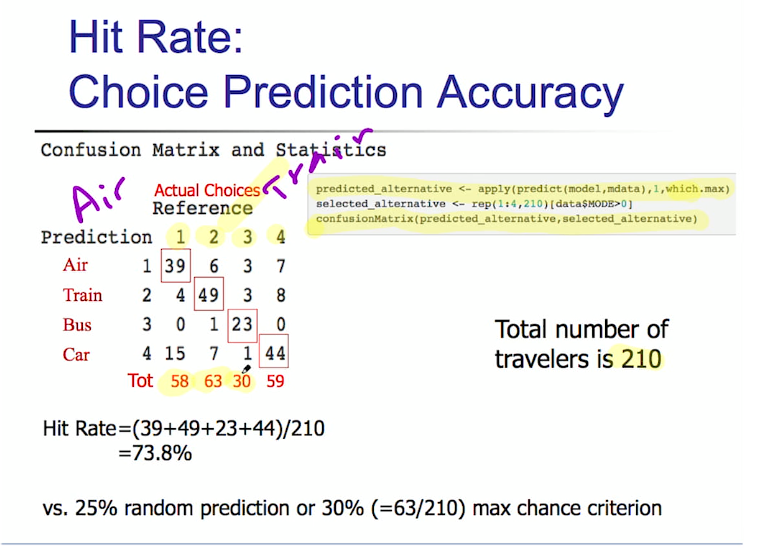 Hit Rate:
Choice Prediction Accuracy
Confusion Matrix and Statistics
Air
Train
Actual Choices
Reference
predicted_alternative <- apply(predict(model,mdata),1,which.max)
selected_alternative <- rep(1:4,210)[data$MODE>0]
confusionMatrix(predicted_alternative,selected_alternative)
Prediction 1 2 3 4
Air 1 39 6 3 7
Train 2 4 49 3 8
Bus 3 0 1 23 0
Car 4 15 7 1 44
Tot 58 63 30 59
Total number of
travelers is 210
Hit Rate=(39+49+23+44)/210
=73.8%
vs. 25% random prediction or 30% (=63/210) max chance criterion